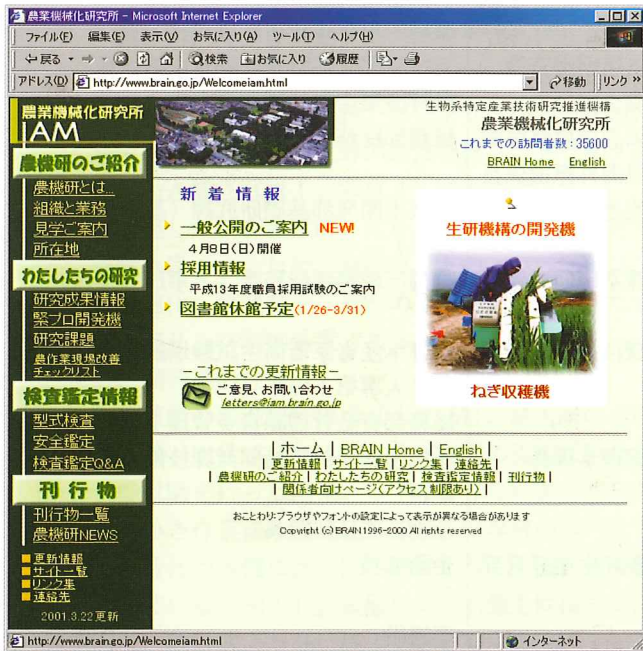 農業機械化研究所 - Microsoft Internet Explorer
ファイル(F) 編集(E) 表示(V) お気に入り(A) ツール(T) ヘルプ(H)
戻る 検索 お気に入り 履歴
アドレス(D) http://www.brain.go.jp/Welcomeiam.html 移動 リンク »
農業機械化研究所
IAM
生物系特定産業技術研究推進機構
農業機械化研究所
これまでの訪問者数:35600
BRAIN Home English
農機研のご紹介
農機研とは...
組織と業務
見学ご案内
所在地
わたしたちの研究
研究成果情報
緊プロ開発機
研究課題
農作業現場改善
チェックリスト
検査鑑定情報
型式検査
安全鑑定
検査鑑定Q&A
刊行物
刊行物一覧
農機研NEWS
更新情報
サイト一覧
リンク集
連絡先
2001.3.22更新
新着情報
一般公開のご案内 NEW!
4月8日(日)開催
採用情報
平成13年度職員採用試験のご案内
図書館休館予定(1/26-3/31)
-これまでの更新情報-
ご意見、お問い合わせ
letters@iam.brain.go.jp
生研機構の開発機
ねぎ収穫機
| ホーム | BRAIN Home | English |
| 更新情報 | サイト一覧 | リンク集 | 連絡先 |
| 農機研のご紹介 | わたしたちの研究 | 検査鑑定情報 | 刊行物 |
| 関係者向けページ(アクセス制限あり) |
おことわり:ブラウザやフォントの設定によって表示が異なる場合があります
Copyright (c) BRAIN 1996-2000 All rights reserved
http://www.brain.go.jp/Welcomeiam.html インターネット